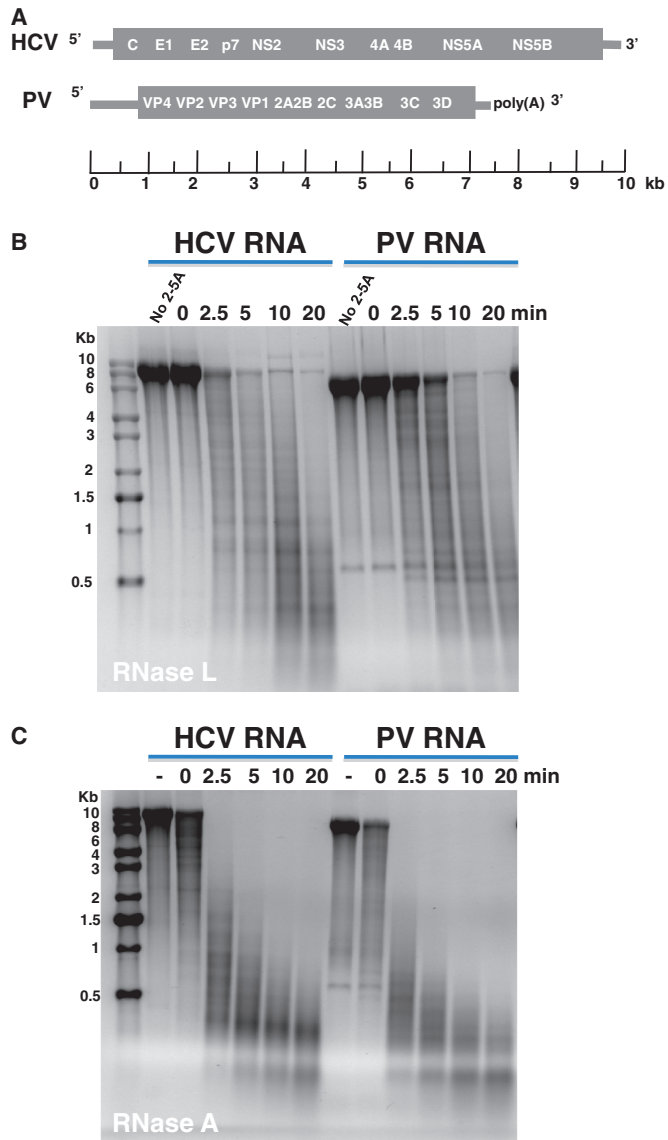 A
HCV 5’ C E1 E2 p7 NS2 NS3 4A 4B NS5A NS5B 3’
PV 5’ VP4 VP2 VP3 VP1 2A2B 2C 3A3B 3C 3D poly(A) 3’
0 1 2 3 4 5 6 7 8 9 10 kb
B
HCV RNA PV RNA
No 2-5A 0 2.5 5 10 20 No 2-5A 0 2.5 5 10 20 min
Kb
10
8
6
4
3
2
1.5
1
0.5
RNase L
C
HCV RNA PV RNA
- 0 2.5 5 10 20 - 0 2.5 5 10 20 min
Kb
10
8
6
4
3
2
1.5
1
0.5
RNase A